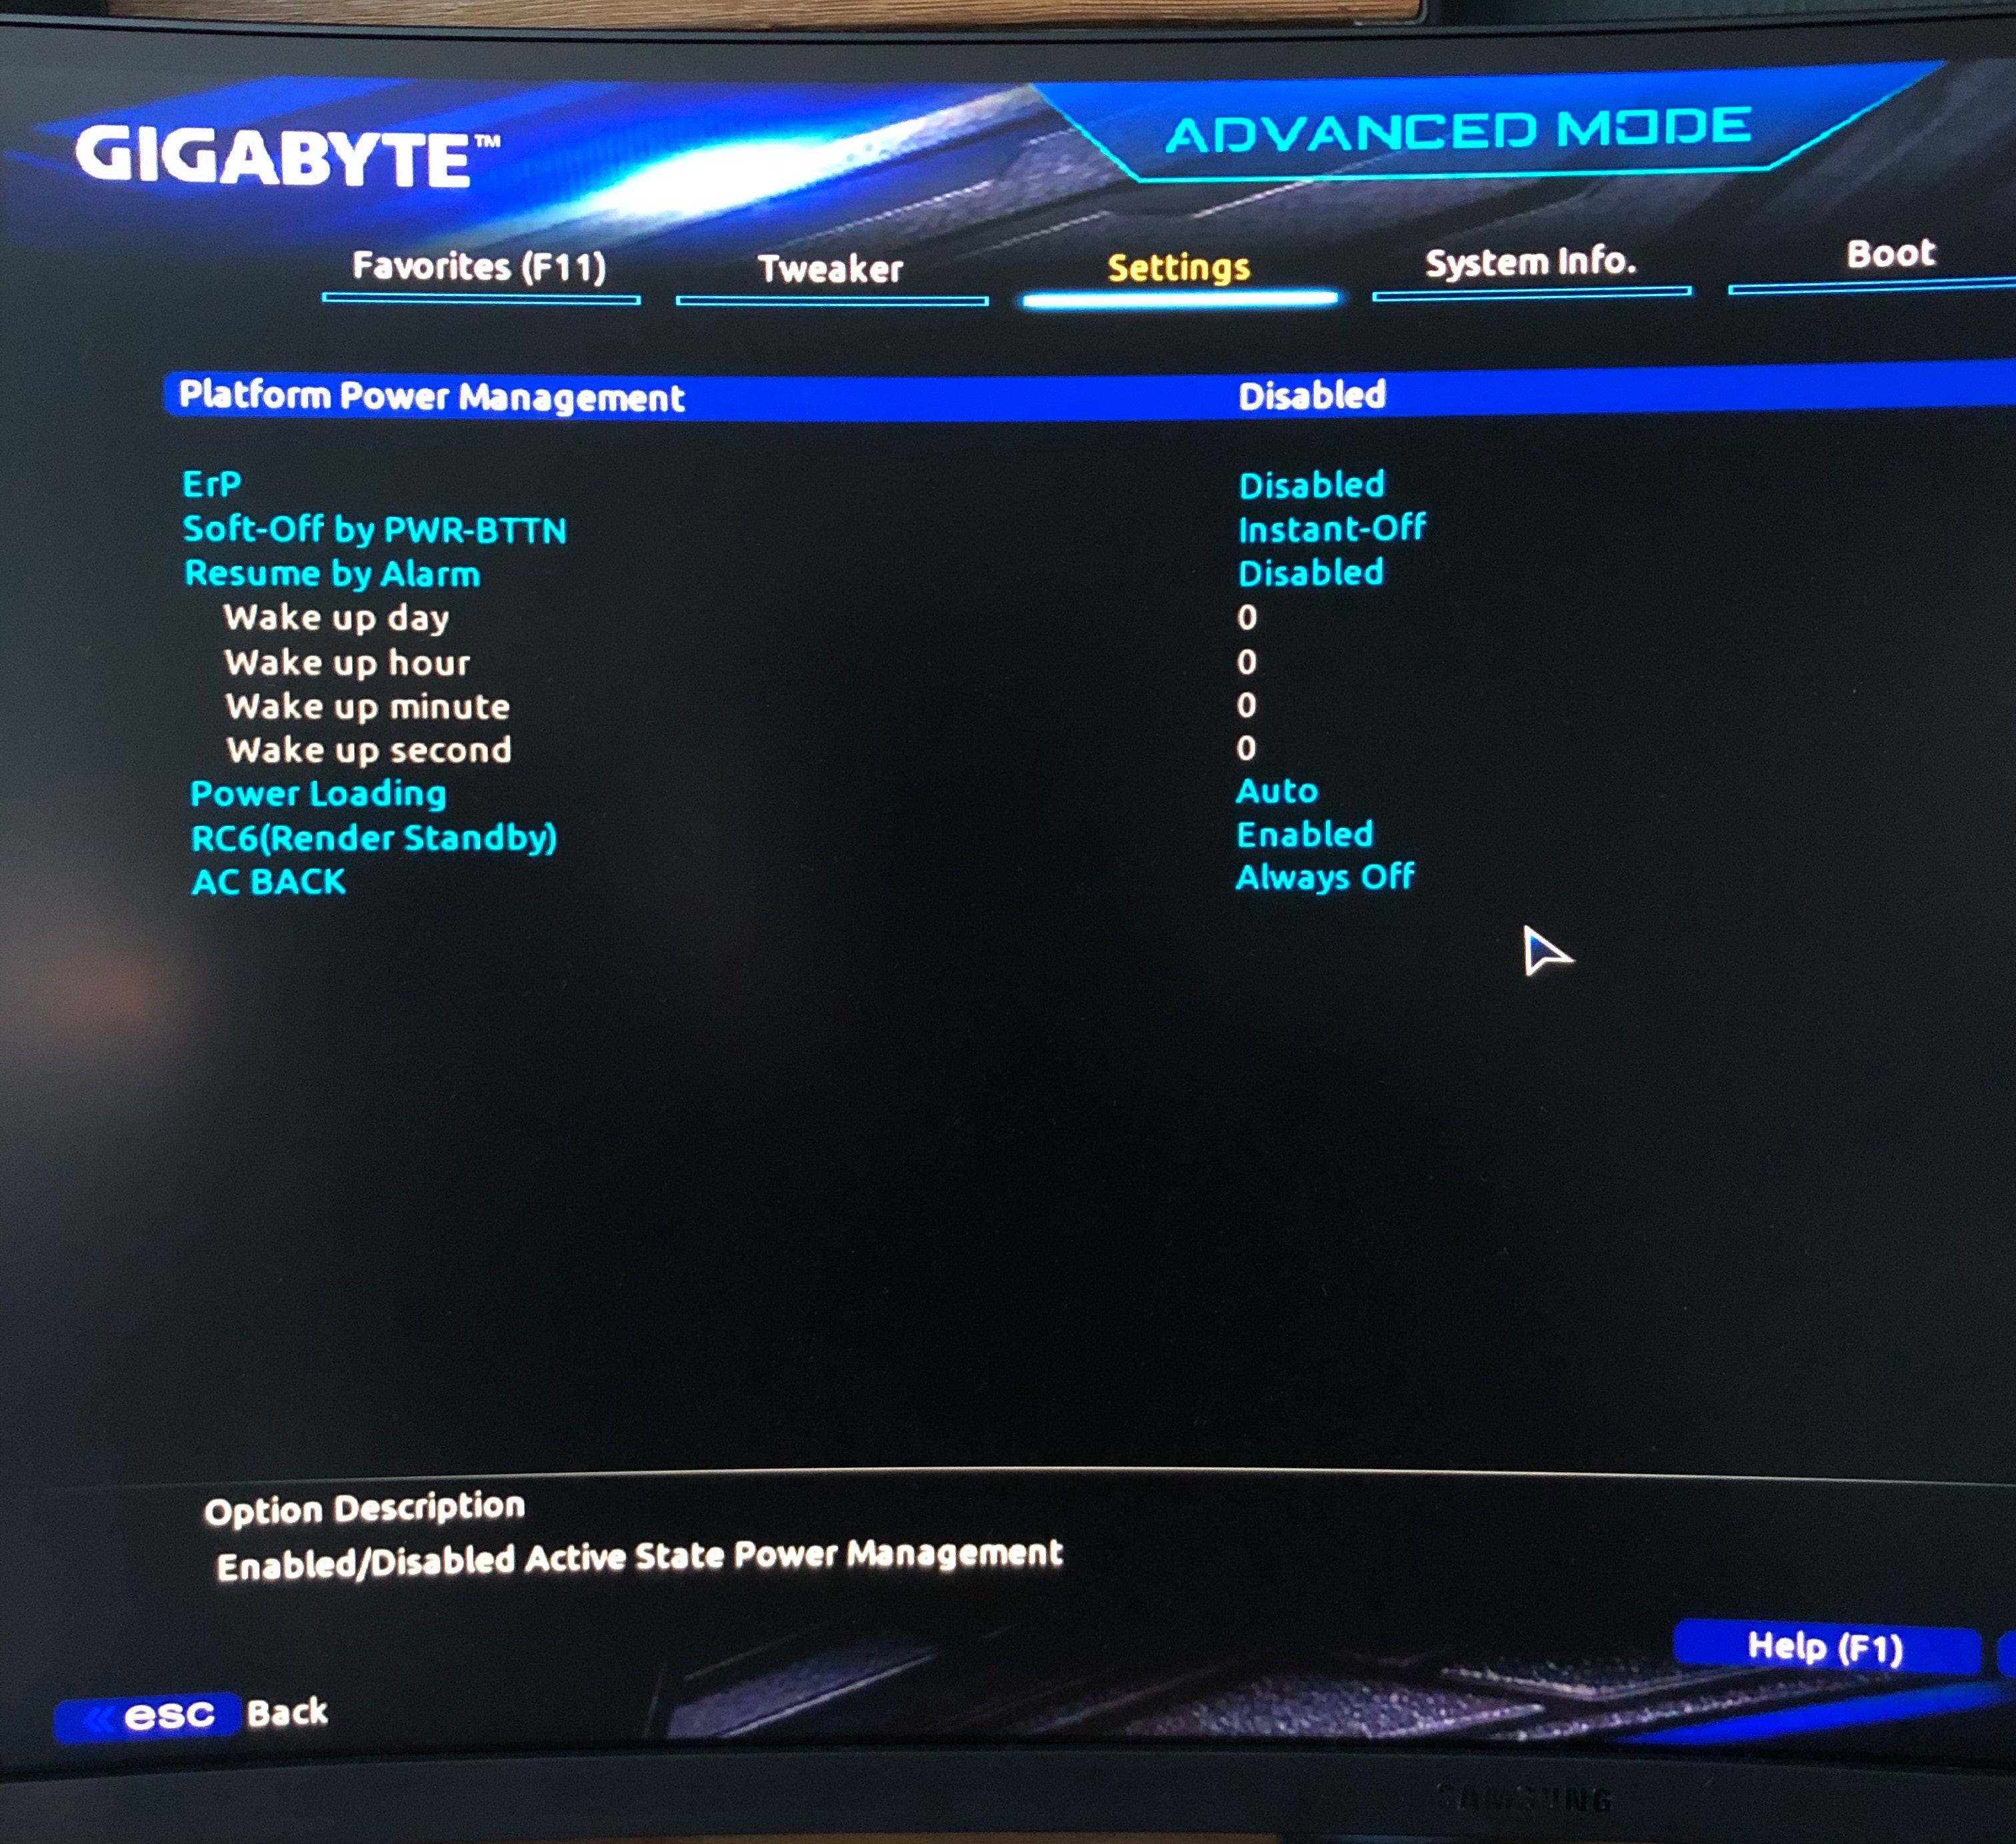 GIGABYTE™
ADVANCED MODE
Favorites (F11) Tweaker Settings System Info. Boot
Platform Power Management Disabled
ErP Disabled
Soft-Off by PWR-BTTN Instant-Off
Resume by Alarm Disabled
Wake up day 0
Wake up hour 0
Wake up minute 0
Wake up second 0
Power Loading Auto
RC6(Render Standby) Enabled
AC BACK Always Off
Option Description
Enabled/Disabled Active State Power Management
Help (F1)
« esc Back
SAMSUNG